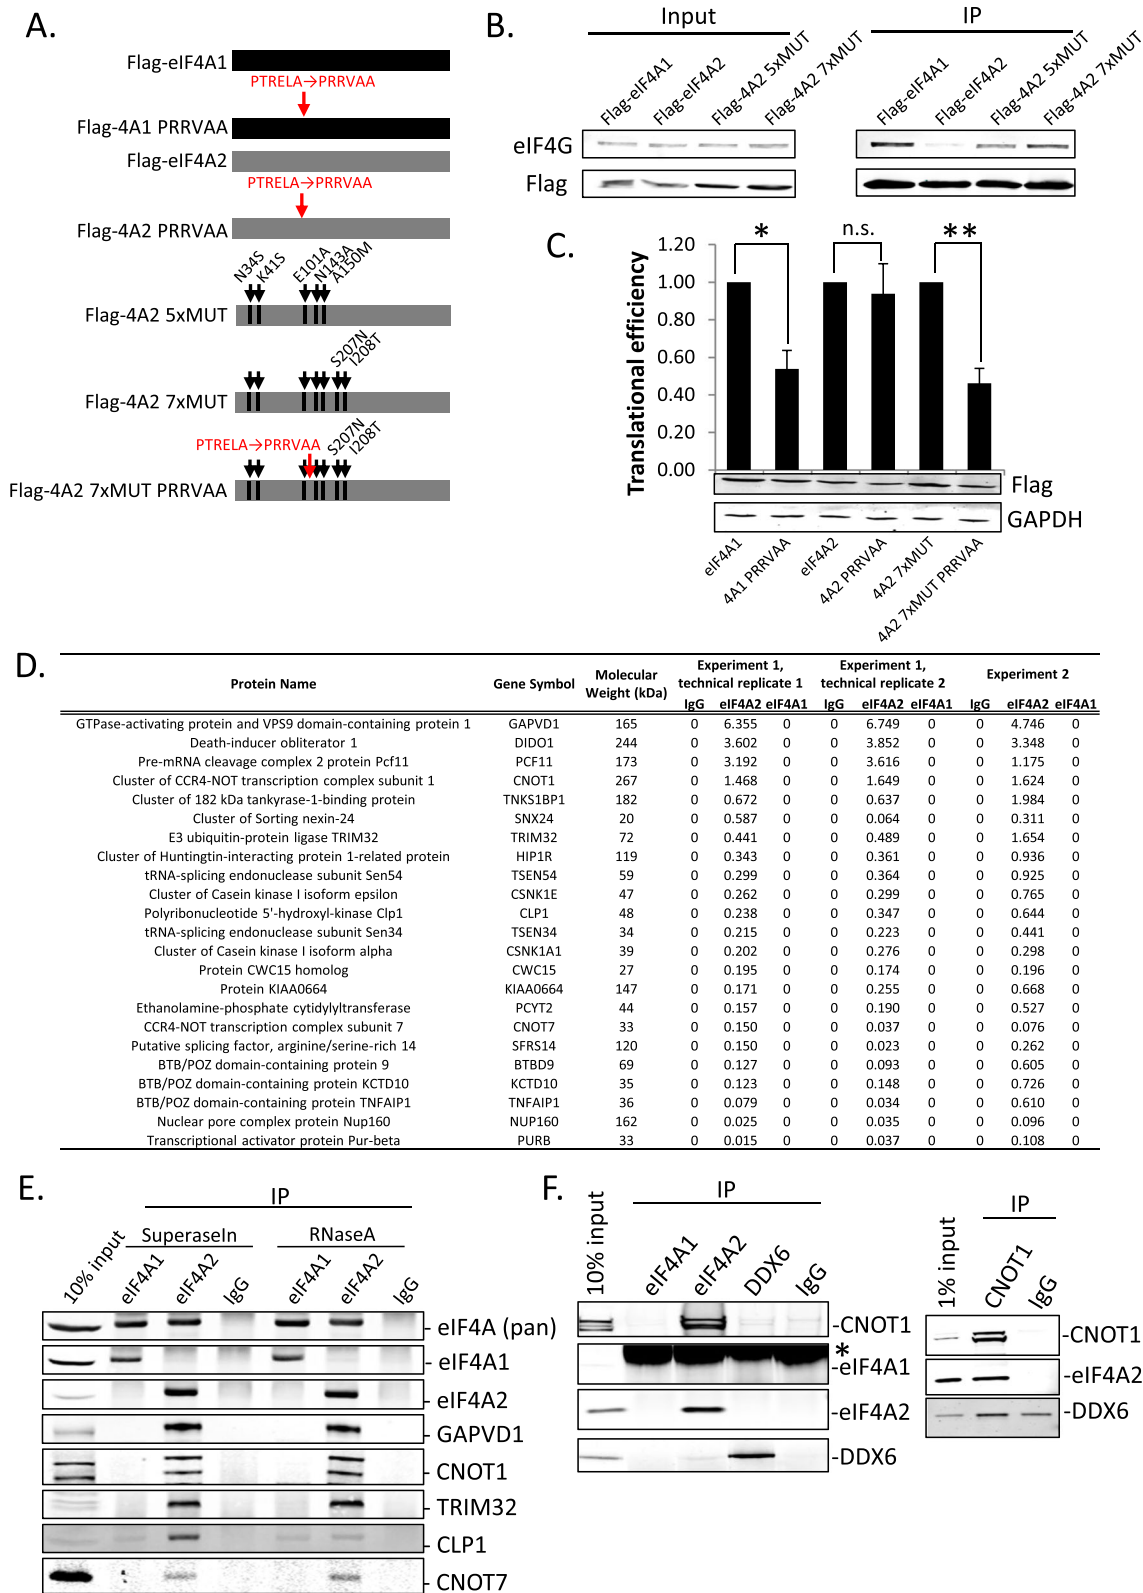 A.
Flag-eIF4A1
PTRELA→PRRVAA
Flag-4A1 PRRVAA
Flag-eIF4A2
PTRELA→PRRVAA
Flag-4A2 PRRVAA
N34S K41S E101A N143A A150M
Flag-4A2 5xMUT
S207N I208T
Flag-4A2 7xMUT
S207N I208T
PTRELA→PRRVAA
Flag-4A2 7xMUT PRRVAA
B.
Input IP
Flag-eIF4A1 Flag-eIF4A2 Flag-4A2 5xMUT Flag-4A2 7xMUT Flag-eIF4A1 Flag-eIF4A2 Flag-4A2 5xMUT Flag-4A2 7xMUT
eIF4G
Flag
C.
* n.s. **
Translational efficiency
1.20
1.00
0.80
0.60
0.40
0.20
0.00
Flag
GAPDH
eIF4A1 4A1 PRRVAA eIF4A2 4A2 PRRVAA 4A2 7xMUT 4A2 7xMUT PRRVAA
D.
Protein Name Gene Symbol Molecular Weight (kDa) Experiment 1, technical replicate 1 Experiment 1, technical replicate 2 Experiment 2
IgG eIF4A2 eIF4A1 IgG eIF4A2 eIF4A1 IgG eIF4A2 eIF4A1
GTPase-activating protein and VPS9 domain-containing protein 1 GAPVD1 165 0 6.355 0 0 6.749 0 0 4.746 0
Death-inducer obliterator 1 DIDO1 244 0 3.602 0 0 3.852 0 0 3.348 0
Pre-mRNA cleavage complex 2 protein Pcf11 PCF11 173 0 3.192 0 0 3.616 0 0 1.175 0
Cluster of CCR4-NOT transcription complex subunit 1 CNOT1 267 0 1.468 0 0 1.649 0 0 1.624 0
Cluster of 182 kDa tankyrase-1-binding protein TNKS1BP1 182 0 0.672 0 0 0.637 0 0 1.984 0
Cluster of Sorting nexin-24 SNX24 20 0 0.587 0 0 0.064 0 0 0.311 0
E3 ubiquitin-protein ligase TRIM32 TRIM32 72 0 0.441 0 0 0.489 0 0 1.654 0
Cluster of Huntingtin-interacting protein 1-related protein HIP1R 119 0 0.343 0 0 0.361 0 0 0.936 0
tRNA-splicing endonuclease subunit Sen54 TSEN54 59 0 0.299 0 0 0.364 0 0 0.925 0
Cluster of Casein kinase I isoform epsilon CSNK1E 47 0 0.262 0 0 0.299 0 0 0.765 0
Polyribonucleotide 5'-hydroxyl-kinase Clp1 CLP1 48 0 0.238 0 0 0.347 0 0 0.644 0
tRNA-splicing endonuclease subunit Sen34 TSEN34 34 0 0.215 0 0 0.223 0 0 0.441 0
Cluster of Casein kinase I isoform alpha CSNK1A1 39 0 0.202 0 0 0.276 0 0 0.298 0
Protein CWC15 homolog CWC15 27 0 0.195 0 0 0.174 0 0 0.196 0
Protein KIAA0664 KIAA0664 147 0 0.171 0 0 0.255 0 0 0.668 0
Ethanolamine-phosphate cytidylyltransferase PCYT2 44 0 0.157 0 0 0.190 0 0 0.527 0
CCR4-NOT transcription complex subunit 7 CNOT7 33 0 0.150 0 0 0.037 0 0 0.076 0
Putative splicing factor, arginine/serine-rich 14 SFRS14 120 0 0.150 0 0 0.023 0 0 0.262 0
BTB/POZ domain-containing protein 9 BTBD9 69 0 0.127 0 0 0.093 0 0 0.605 0
BTB/POZ domain-containing protein KCTD10 KCTD10 35 0 0.123 0 0 0.148 0 0 0.726 0
BTB/POZ domain-containing protein TNFAIP1 TNFAIP1 36 0 0.079 0 0 0.034 0 0 0.610 0
Nuclear pore complex protein Nup160 NUP160 162 0 0.025 0 0 0.035 0 0 0.096 0
Transcriptional activator protein Pur-beta PURB 33 0 0.015 0 0 0.037 0 0 0.108 0
E.
IP
SuperaseIn RNaseA
10% input eIF4A1 eIF4A2 IgG eIF4A1 eIF4A2 IgG
-eIF4A (pan)
-eIF4A1
-eIF4A2
-GAPVD1
-CNOT1
-TRIM32
-CLP1
-CNOT7
F.
IP
10% input eIF4A1 eIF4A2 DDX6 IgG
-CNOT1
*
-eIF4A1
-eIF4A2
-DDX6
IP
1% input CNOT1 IgG
-CNOT1
-eIF4A2
-DDX6